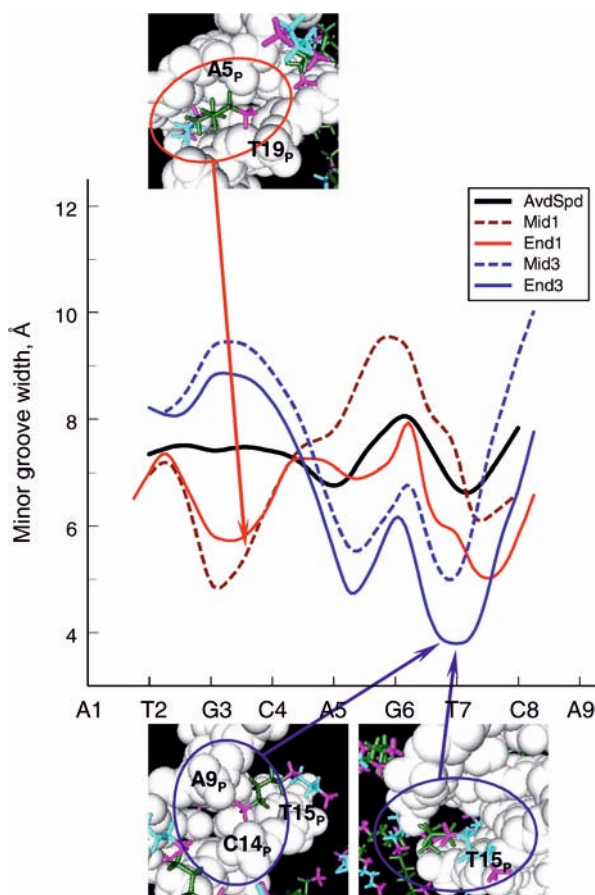 A5P
T19P
12
10
8
6
4
Minor groove width, Å
AvdSpd
Mid1
End1
Mid3
End3
A1 T2 G3 C4 A5 G6 T7 C8 A9
A9P
T15P
C14P
T15P